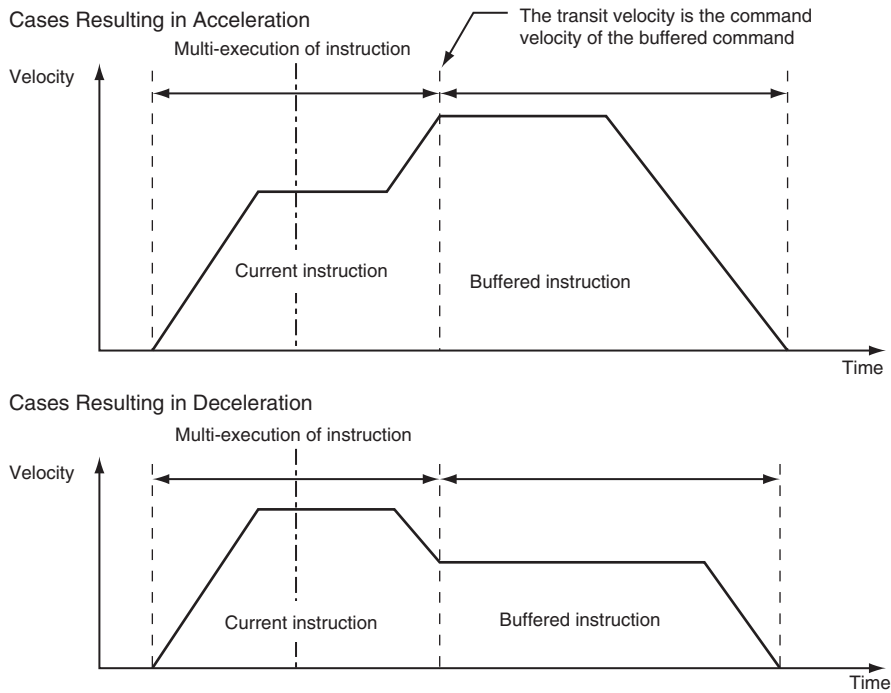 Cases Resulting in Acceleration
The transit velocity is the command
velocity of the buffered command
Multi-execution of instruction
Velocity
Current instruction
Buffered instruction
Time
Cases Resulting in Deceleration
Multi-execution of instruction
Velocity
Current instruction
Buffered instruction
Time